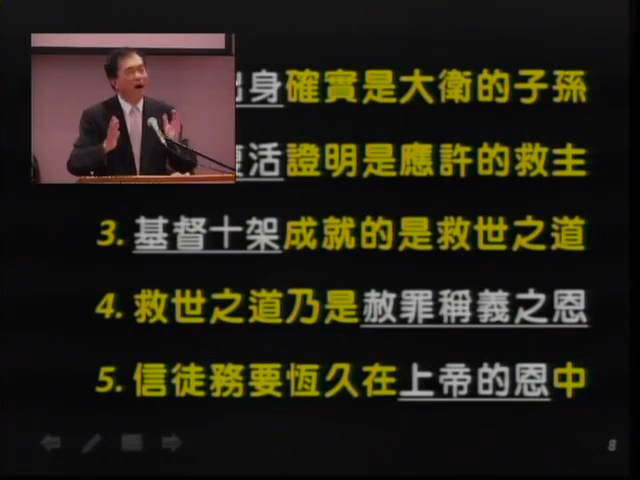 出身確實是大衛的子孫
復活證明是應許的救主
3. 基督十架成就的是救世之道
4. 救世之道乃是赦罪稱義之恩
5. 信徒務要恆久在上帝的恩中
8